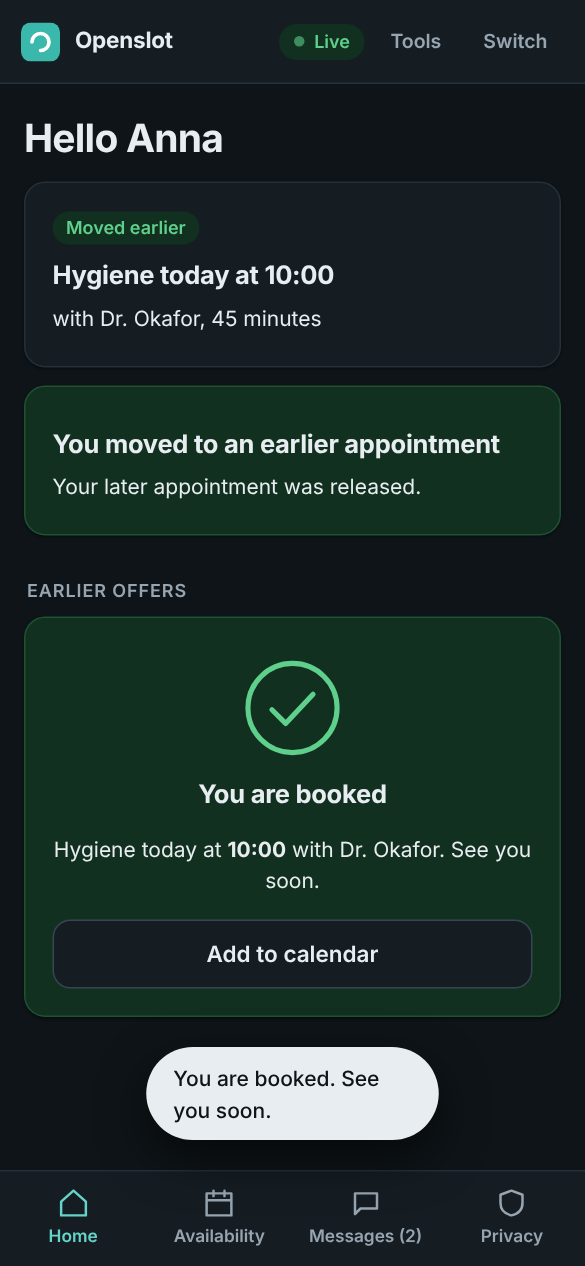 Openslot
Live
Tools
Switch
Hello Anna
Moved earlier
Hygiene today at 10:00
with Dr. Okafor, 45 minutes
You moved to an earlier appointment
Your later appointment was released.
EARLIER OFFERS
You are booked
Hygiene today at 10:00 with Dr. Okafor. See you
soon.
Add to calendar
You are booked. See
you soon.
Home
Availability
Messages (2)
Privacy